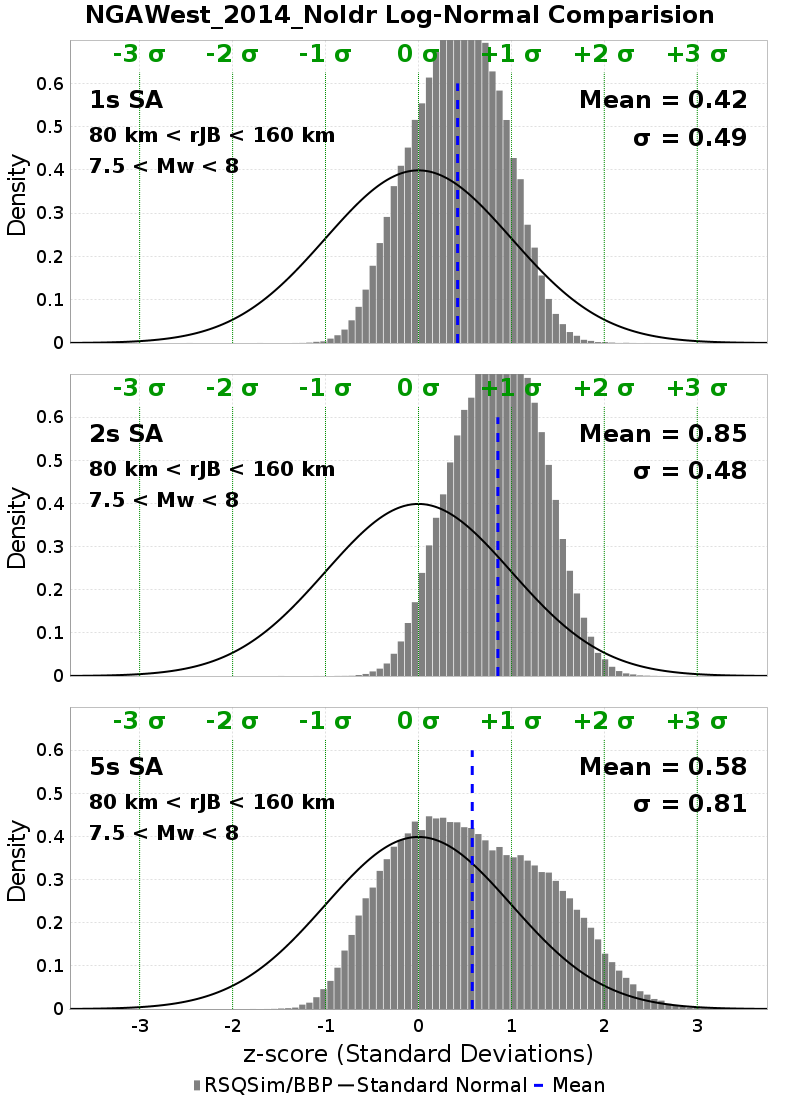 NGAWest_2014_NoIdr Log-Normal Comparision
-3 σ -2 σ -1 σ 0 σ +1 σ +2 σ +3 σ
0.6
1s SA Mean = 0.42
0.5
80 km < rJB < 160 km σ = 0.49
0.4
7.5 < Mw < 8
Density
0.3
0.2
0.1
0
-3 σ -2 σ -1 σ 0 σ +1 σ +2 σ +3 σ
0.6
2s SA Mean = 0.85
0.5
80 km < rJB < 160 km σ = 0.48
0.4
7.5 < Mw < 8
Density
0.3
0.2
0.1
0
-3 σ -2 σ -1 σ 0 σ +1 σ +2 σ +3 σ
0.6
5s SA Mean = 0.58
0.5
80 km < rJB < 160 km σ = 0.81
0.4
7.5 < Mw < 8
Density
0.3
0.2
0.1
0
-3 -2 -1 0 1 2 3
z-score (Standard Deviations)
RSQSim/BBP Standard Normal Mean